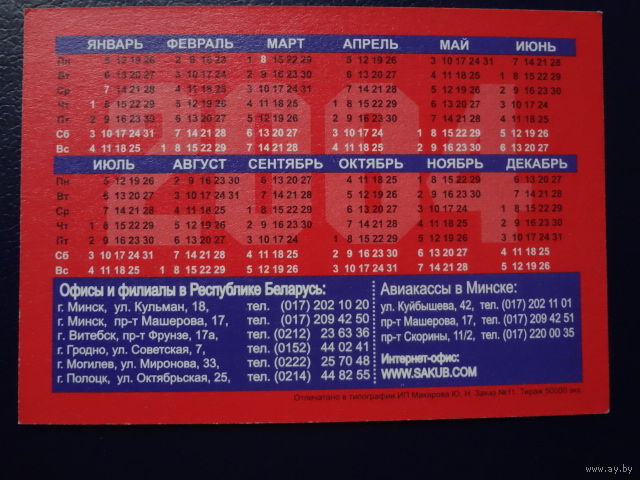 ЯНВАРЬ ФЕВРАЛЬ МАРТ АПРЕЛЬ МАЙ ИЮНЬ
Пн 5 12 19 26 2 9 16 23 1 8 15 22 29 5 12 19 26 3 10 17 24 31 7 14 21 28
Вт 6 13 20 27 3 10 17 24 2 9 16 23 30 6 13 20 27 4 11 18 25 1 8 15 22 29
Ср 7 14 21 28 4 11 18 25 3 10 17 24 31 7 14 21 28 5 12 19 26 2 9 16 23 30
Чт 1 8 15 22 29 5 12 19 26 4 11 18 25 1 8 15 22 29 6 13 20 27 3 10 17 24
Пт 2 9 16 23 30 6 13 20 27 5 12 19 26 2 9 16 23 30 7 14 21 28 4 11 18 25
Сб 3 10 17 24 31 7 14 21 28 6 13 20 27 3 10 17 24 1 8 15 22 29 5 12 19 26
Вс 4 11 18 25 1 8 15 22 29 7 14 21 28 4 11 18 25 2 9 16 23 30 6 13 20 27
2004
ИЮЛЬ АВГУСТ СЕНТЯБРЬ ОКТЯБРЬ НОЯБРЬ ДЕКАБРЬ
Пн 5 12 19 26 2 9 16 23 30 6 13 20 27 4 11 18 25 1 8 15 22 29 6 13 20 27
Вт 6 13 20 27 3 10 17 24 31 7 14 21 28 5 12 19 26 2 9 16 23 30 7 14 21 28
Ср 7 14 21 28 4 11 18 25 1 8 15 22 29 6 13 20 27 3 10 17 24 1 8 15 22 29
Чт 1 8 15 22 29 5 12 19 26 2 9 16 23 30 7 14 21 28 4 11 18 25 2 9 16 23 30
Пт 2 9 16 23 30 6 13 20 27 3 10 17 24 1 8 15 22 29 5 12 19 26 3 10 17 24 31
Сб 3 10 17 24 31 7 14 21 28 4 11 18 25 2 9 16 23 30 6 13 20 27 4 11 18 25
Вс 4 11 18 25 1 8 15 22 29 5 12 19 26 3 10 17 24 31 7 14 21 28 5 12 19 26
Офисы и филиалы в Республике Беларусь:
г. Минск, ул. Кульман, 18, тел. (017) 202 10 20
г. Минск, пр-т Машерова, 17, тел. (017) 209 42 50
г. Витебск, пр-т Фрунзе, 17а, тел. (0212) 23 63 36
г. Гродно, ул. Советская, 7, тел. (0152) 44 02 41
г. Могилев, ул. Миронова, 33, тел. (0222) 25 70 48
г. Полоцк, ул. Октябрьская, 25, тел. (0214) 44 82 55
Авиакассы в Минске:
ул. Куйбышева, 42, тел. (017) 202 11 01
пр-т Машерова, 17, тел. (017) 209 42 51
пр-т Скорины, 11/2, тел. (017) 220 00 35
Интернет-офис:
WWW.SAKUB.COM
Отпечатано в типографии ИП Макарова Ю. Н. Заказ №11. Тираж 50000 экз.
www.ay.by